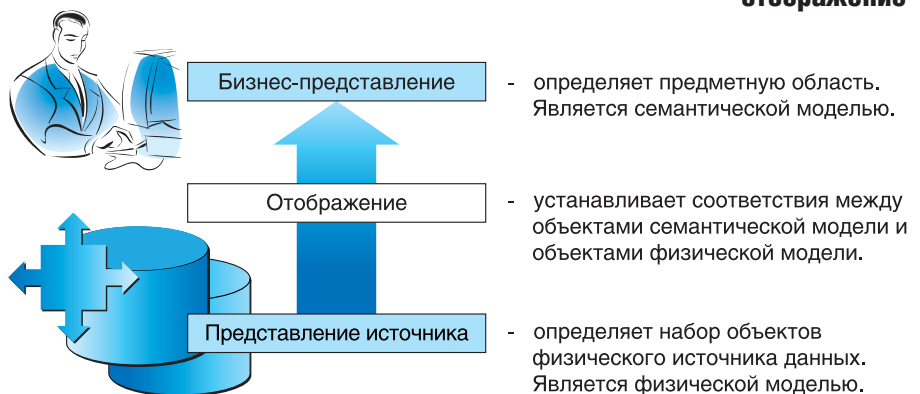 отображение
Бизнес-представление
- определяет предметную область.
Является семантической моделью.
Отображение
- устанавливает соответствия между
объектами семантической модели и
объектами физической модели.
Представление источника
- определяет набор объектов
физического источника данных.
Является физической моделью.